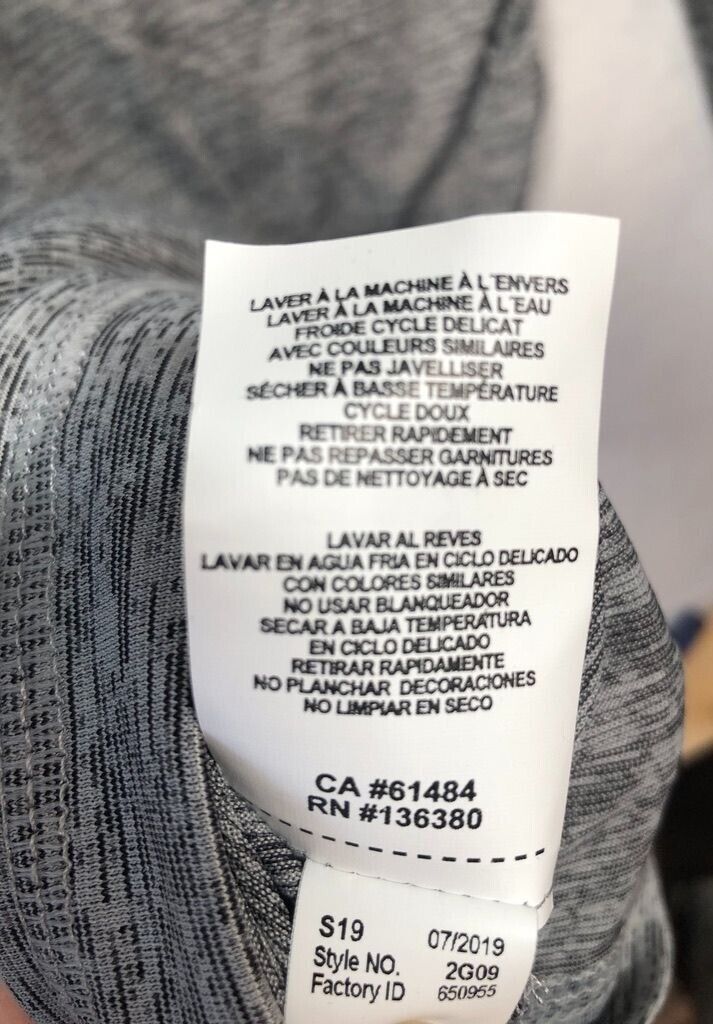 LAVER À LA MACHINE À L'ENVERS
LAVER À LA MACHINE À L'EAU
FROIDE CYCLE DELICAT
AVEC COULEURS SIMILAIRES
NE PAS JAVELLISER
SÉCHER À BASSE TEMPÉRATURE
CYCLE DOUX
RETIRER RAPIDEMENT
NE PAS REPASSER GARNITURES
PAS DE NETTOYAGE À SEC
LAVAR AL REVES
LAVAR EN AGUA FRIA EN CICLO DELICADO
CON COLORES SIMILARES
NO USAR BLANQUEADOR
SECAR A BAJA TEMPERATURA
EN CICLO DELICADO
RETIRAR RAPIDAMENTE
NO PLANCHAR DECORACIONES
NO LIMPIAR EN SECO
CA #61484
RN #136380
S19 07/2019
Style NO. 2G09
Factory ID 650955